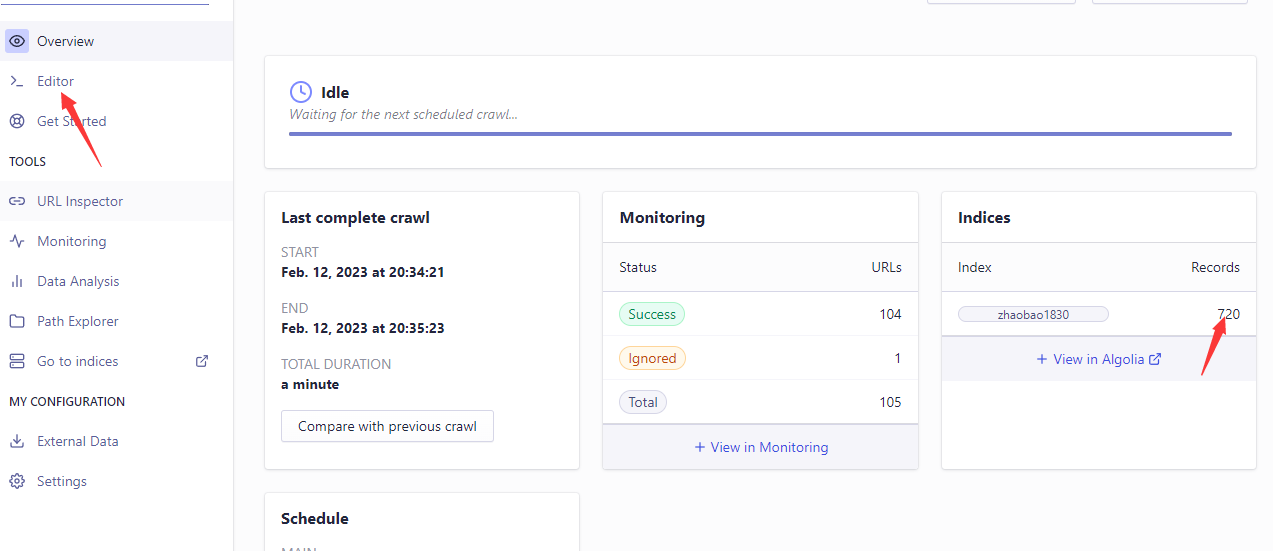 Overview
Editor
Get Started
TOOLS
URL Inspector
Monitoring
Data Analysis
Path Explorer
Go to indices
MY CONFIGURATION
External Data
Settings
Idle
Waiting for the next scheduled crawl...
Last complete crawl
START
Feb. 12, 2023 at 20:34:21
END
Feb. 12, 2023 at 20:35:23
TOTAL DURATION
a minute
Compare with previous crawl
Monitoring
Status URLs
Success 104
Ignored 1
Total 105
+ View in Monitoring
Indices
Index Records
zhaobao1830 720
+ View in Algolia
Schedule
MAIN